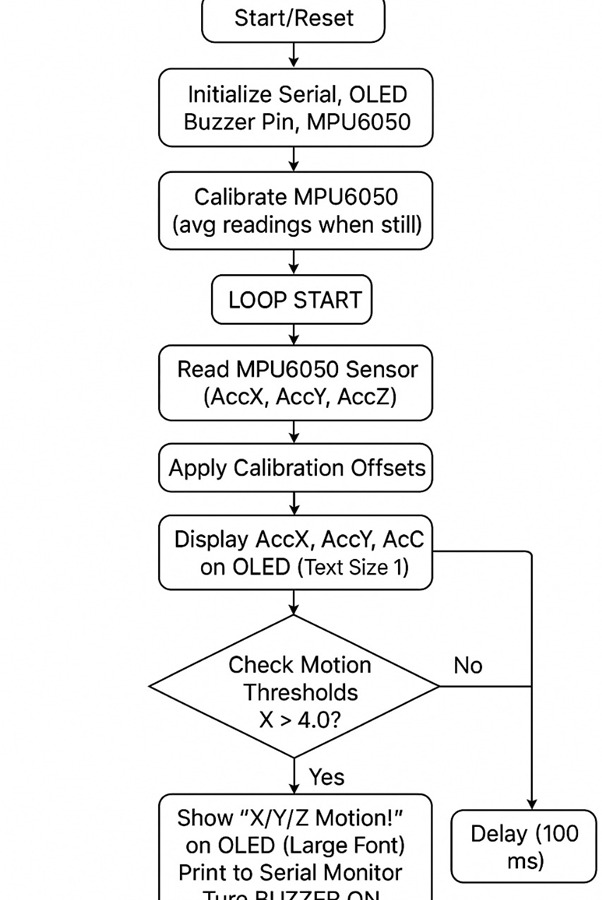 Start/Reset
Initialize Serial, OLED
Buzzer Pin, MPU6050
Calibrate MPU6050
(avg readings when still)
LOOP START
Read MPU6050 Sensor
(AccX, AccY, AccZ)
Apply Calibration Offsets
Display AccX, AccY, AcC
on OLED (Text Size 1)
Check Motion
Thresholds
X > 4.0?
No
Yes
Show “X/Y/Z Motion!”
on OLED (Large Font)
Print to Serial Monitor
BUZZER ON
Delay (100
ms)